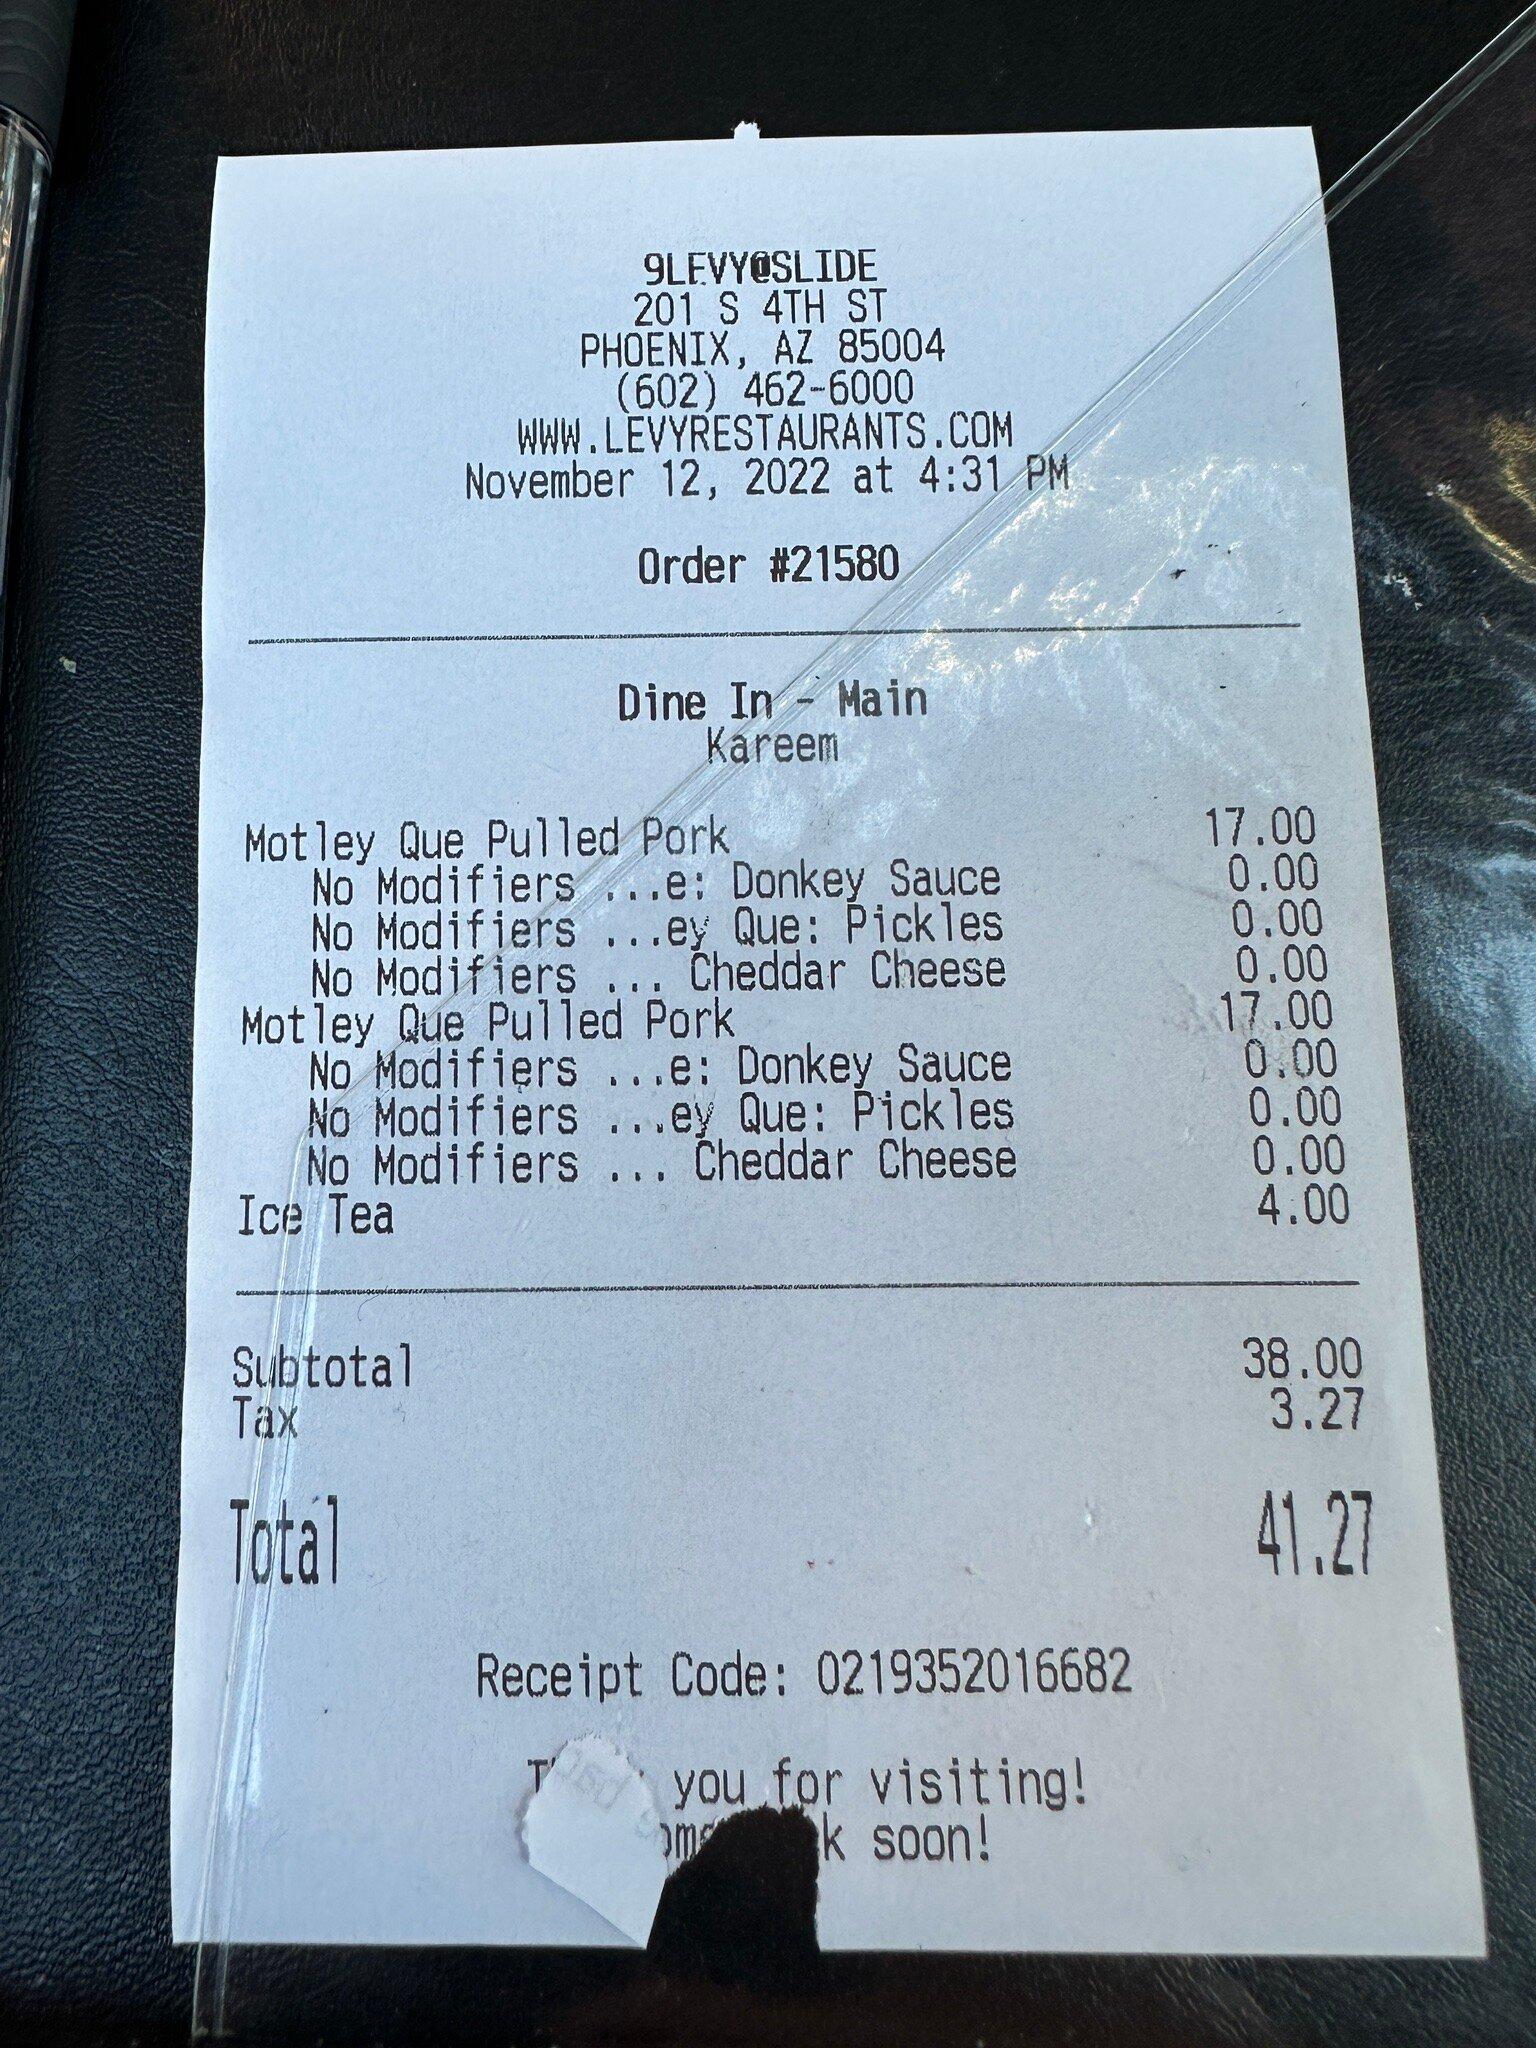 9LEVY@SLIDE
201 S 4TH ST
PHOENIX, AZ 85004
(602) 462-6000
WWW.LEVYRESTAURANTS.COM
November 12, 2022 at 4:31 PM
Order #21580
Dine In - Main
Kareem
Motley Que Pulled Pork 17.00
No Modifiers ...e: Donkey Sauce 0.00
No Modifiers ...ey Que: Pickles 0.00
No Modifiers ... Cheddar Cheese 0.00
Motley Que Pulled Pork 17.00
No Modifiers ...e: Donkey Sauce 0.00
No Modifiers ...ey Que: Pickles 0.00
No Modifiers ... Cheddar Cheese 0.00
Ice Tea 4.00
Subtotal 38.00
Tax 3.27
Total 41.27
Receipt Code: 0219352016682
you for visiting!
soon!